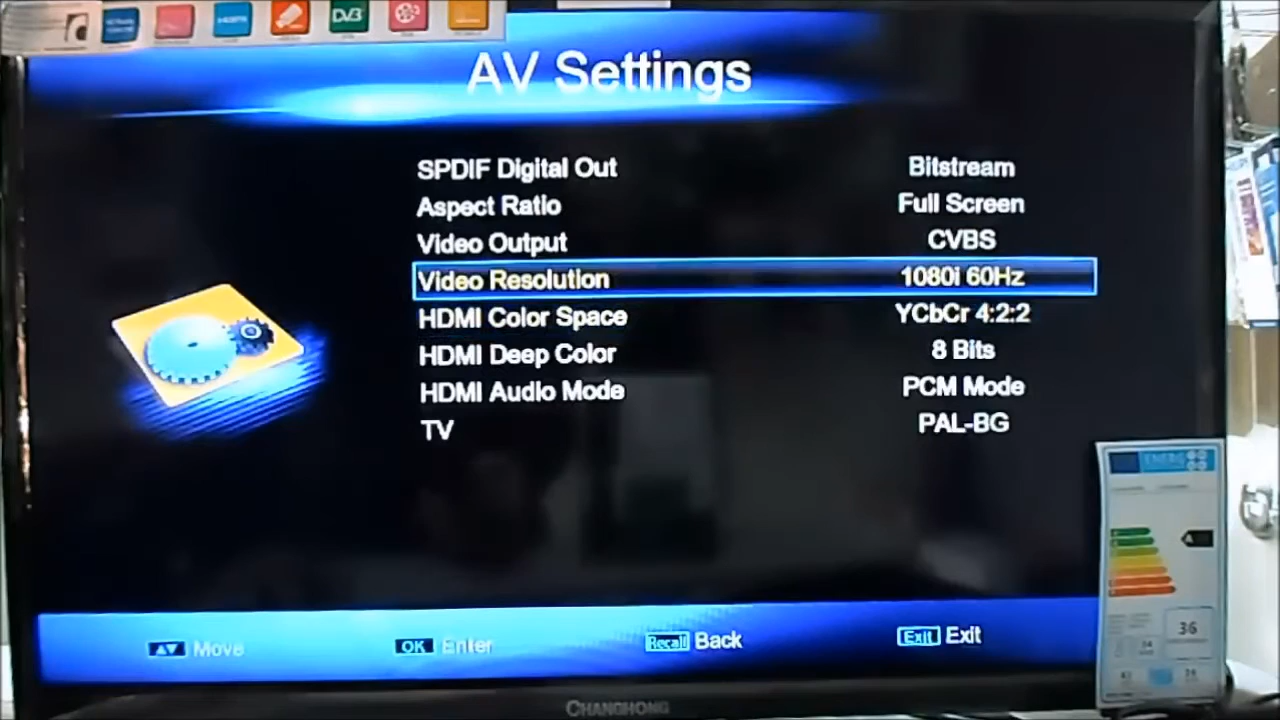 DVB
AV Settings
SPDIF Digital Out Bitstream
Aspect Ratio Full Screen
Video Output CVBS
Video Resolution 1080i 60Hz
HDMI Color Space YCbCr 4:2:2
HDMI Deep Color 8 Bits
HDMI Audio Mode PCM Mode
TV PAL-BG
ENERG
A
36
Move OK Enter Recall Back Exit Exit
CHANGHONG